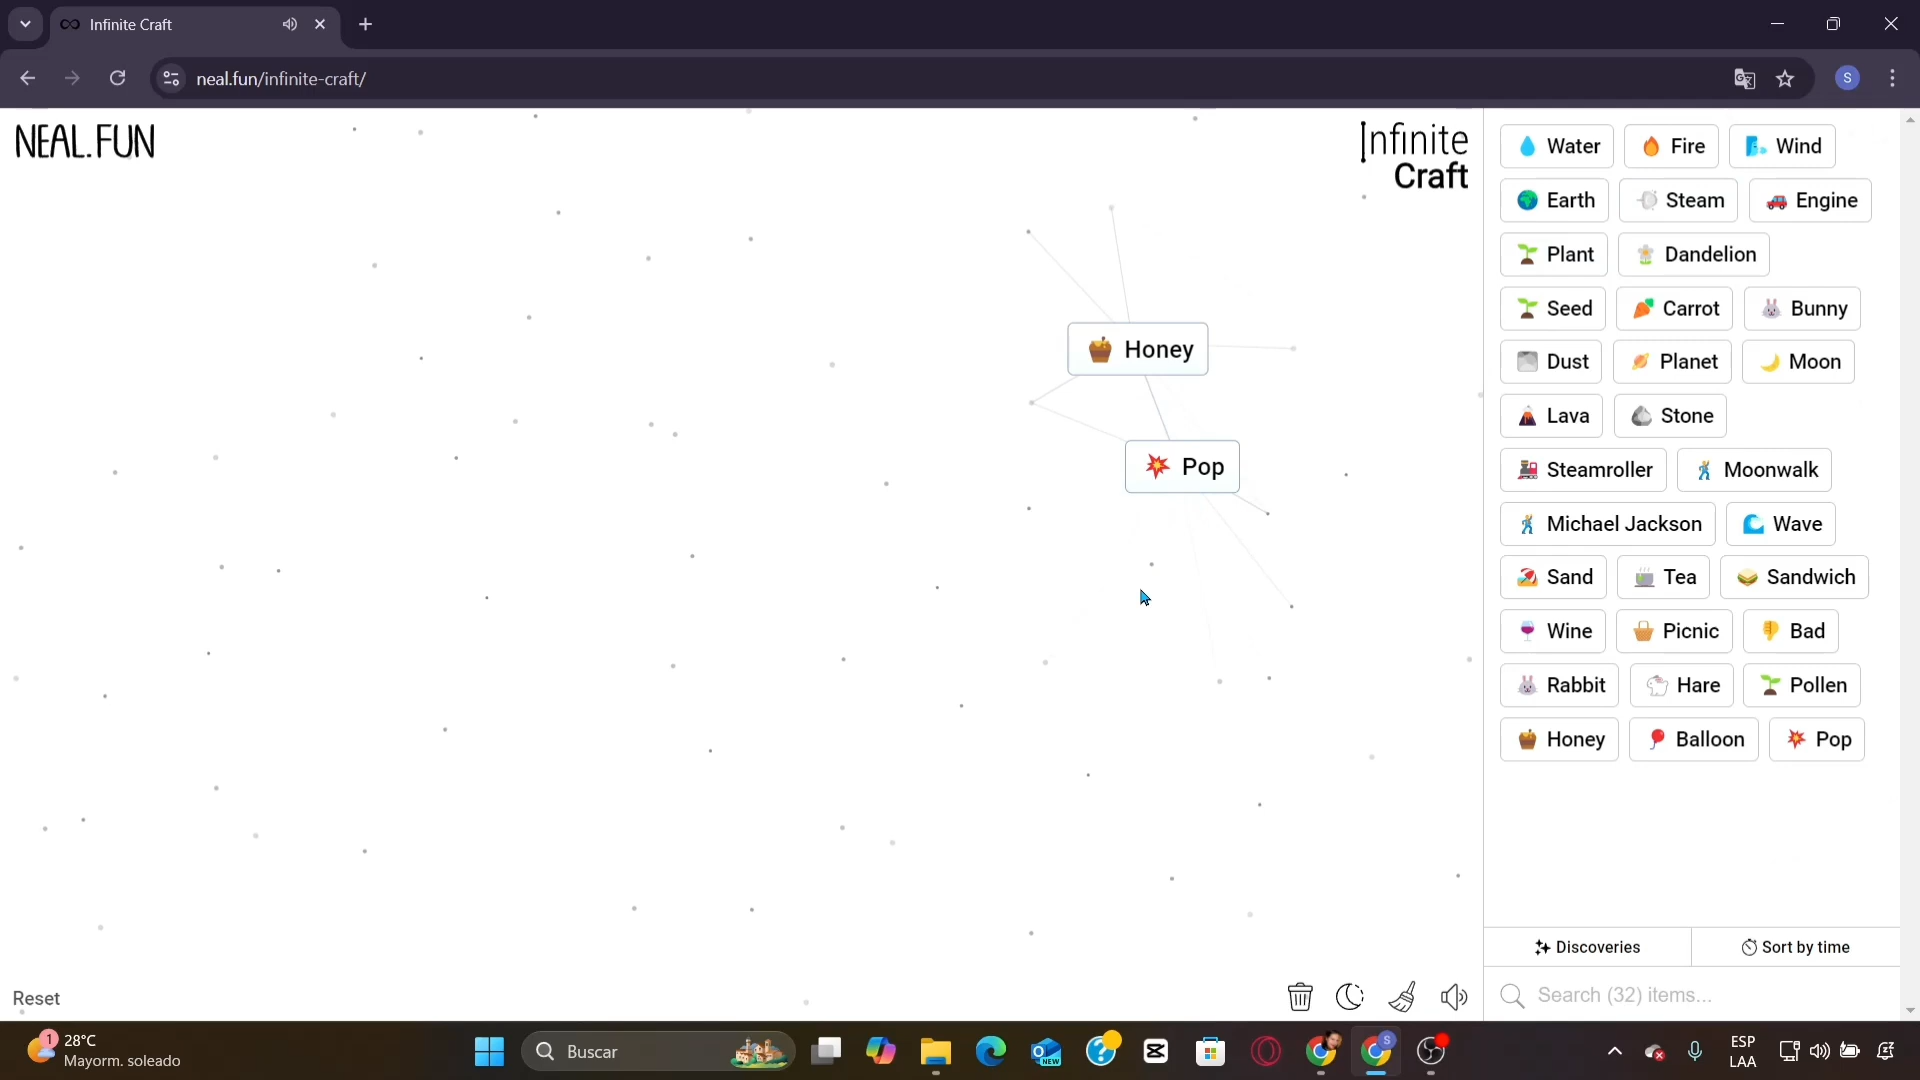 Infinite Craft
neal.fun/infinite-craft/
S
NEAL.FUN
Infinite
Craft
Honey
Pop
Water Fire Wind
Earth Steam Engine
Plant Dandelion
Seed Carrot Bunny
Dust Planet Moon
Lava Stone
Steamroller Moonwalk
Michael Jackson Wave
Sand Tea Sandwich
Wine Picnic Bad
Rabbit Hare Pollen
Honey Balloon Pop
Discoveries Sort by time
Search (32) items...
Reset
1
28°C
Mayorm. soleado
Buscar
NEW
S
ESP
LAA